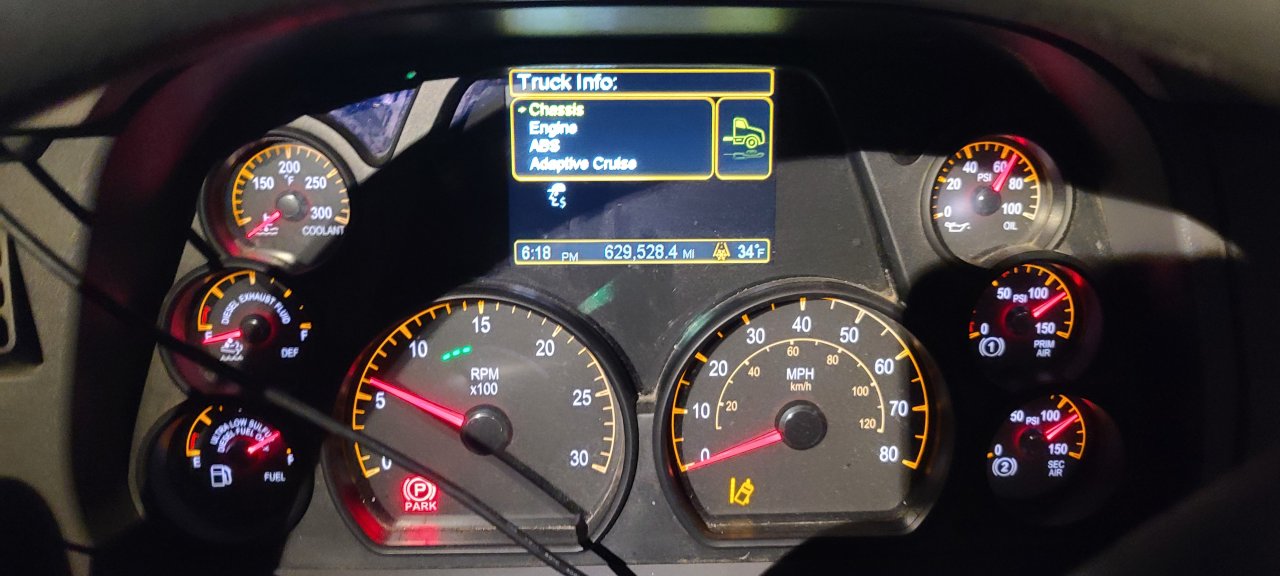 Truck Info:
Chassis
Engine
ABS
Adaptive Cruise
6:18 PM 629,528.4 MI 34°F
150 200 250 300
°F
COOLANT
DIESEL EXHAUST FLUID
E F
DEF
ULTRA LOW SULFUR
DIESEL FUEL ONLY
E
FUEL
0 5 10 15 20 25 30
RPM
x100
P
PARK
0 10 20 30 40 50 60 70 80
MPH
km/h
20 40 60 80 100 120
0 20 40 60 80 100
PSI
OIL
0 50 PSI 100 150
1
PRIM
AIR
0 50 PSI 100 150
2
SEC
AIR